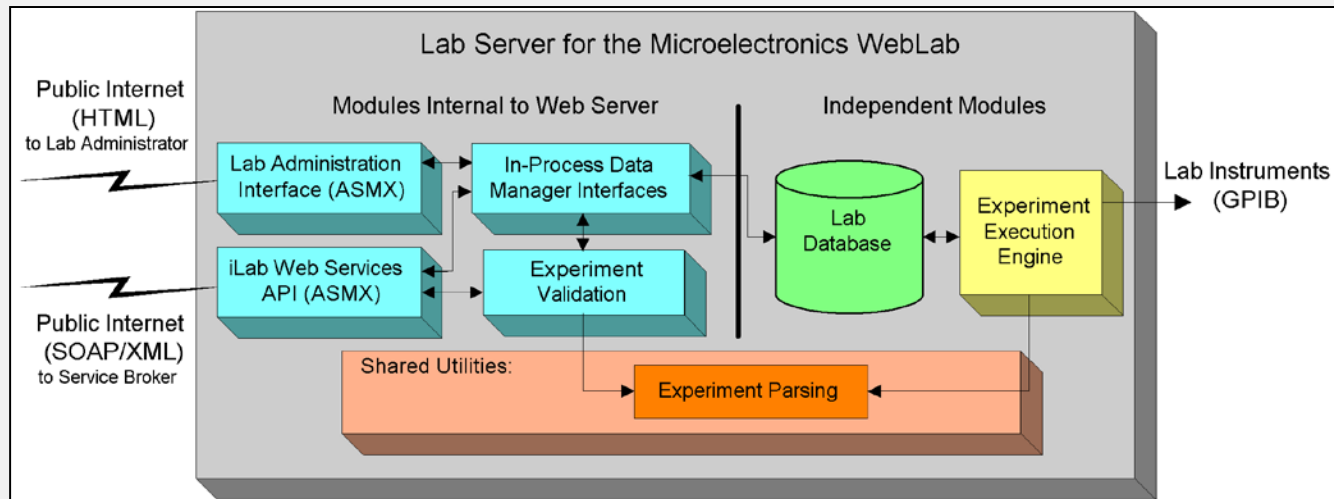 Lab Server for the Microelectronics WebLab
Public Internet
(HTML)
to Lab Administrator
Modules Internal to Web Server
Independent Modules
Lab Administration
Interface (ASMX)
In-Process Data
Manager Interfaces
Lab
Database
Experiment
Execution
Engine
Lab Instruments
(GPIB)
iLab Web Services
API (ASMX)
Experiment
Validation
Public Internet
(SOAP/XML)
to Service Broker
Shared Utilities:
Experiment Parsing